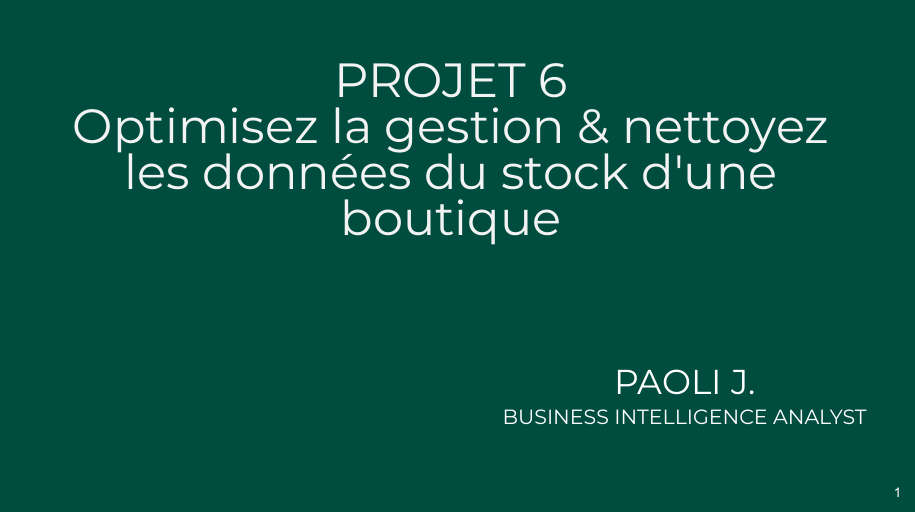 PROJET 6
Optimisez la gestion & nettoyez
les données du stock d'une
boutique
PAOLI J.
BUSINESS INTELLIGENCE ANALYST
1